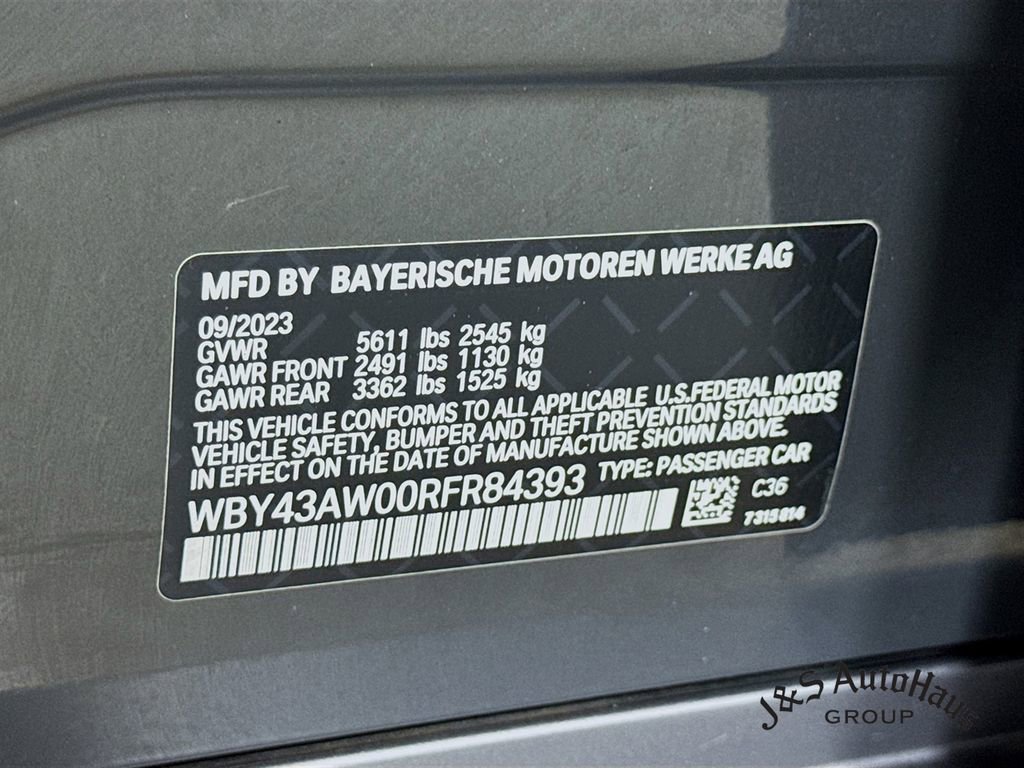 MFD BY BAYERISCHE MOTOREN WERKE AG
09/2023
GVWR 5611 lbs 2545 kg
GAWR FRONT 2491 lbs 1130 kg
GAWR REAR 3362 lbs 1525 kg
THIS VEHICLE CONFORMS TO ALL APPLICABLE U.S.FEDERAL MOTOR
VEHICLE SAFETY, BUMPER AND THEFT PREVENTION STANDARDS
IN EFFECT ON THE DATE OF MANUFACTURE SHOWN ABOVE.
WBY43AW00RFR84393 TYPE: PASSENGER CAR
C36
7315814
J&S AutoHaus
GROUP